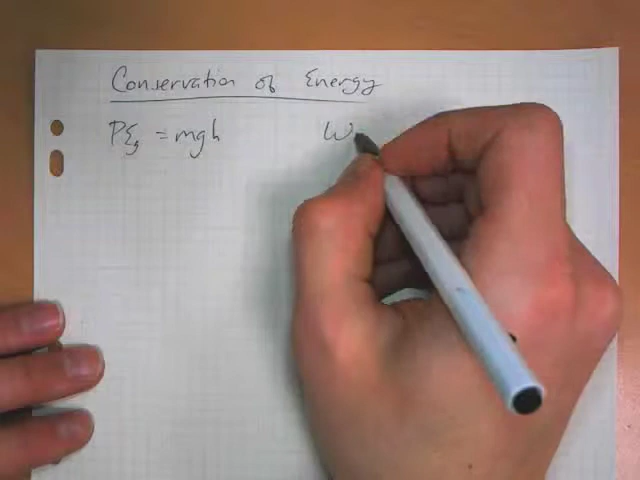 Conservation of Energy
PEg = mgh W